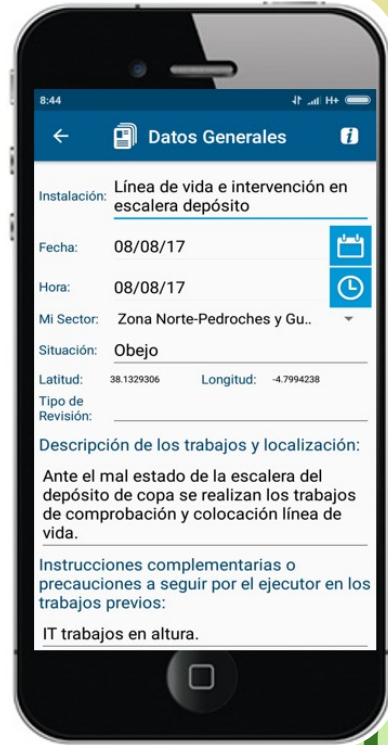 8:44 H+
Datos Generales
Instalación: Línea de vida e intervención en
escalera depósito
Fecha: 08/08/17
Hora: 08/08/17
Mi Sector: Zona Norte-Pedroches y Gu..
Situación: Obejo
Latitud: 38.1329306 Longitud: -4.7994238
Tipo de
Revisión:
Descripción de los trabajos y localización:
Ante el mal estado de la escalera del
depósito de copa se realizan los trabajos
de comprobación y colocación línea de
vida.
Instrucciones complementarias o
precauciones a seguir por el ejecutor en los
trabajos previos:
IT trabajos en altura.